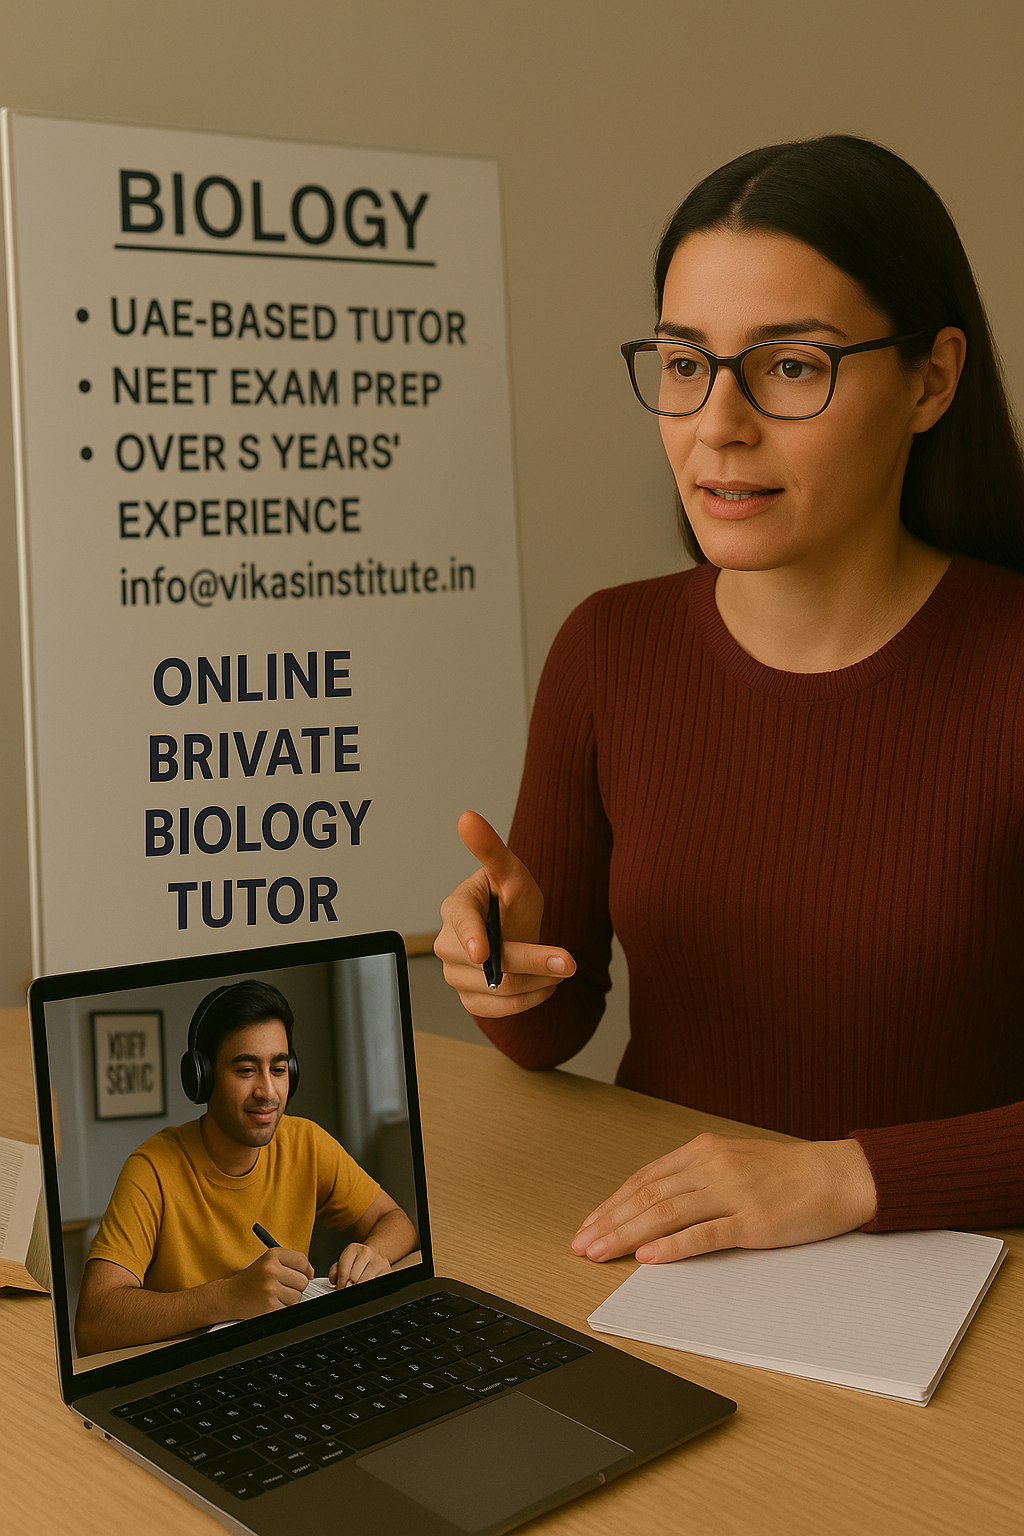 BIOLOGY
• UAE-BASED TUTOR
• NEET EXAM PREP
• OVER S YEARS'
EXPERIENCE
info@vikasinstitute.in
ONLINE
BRIVATE
BIOLOGY
TUTOR